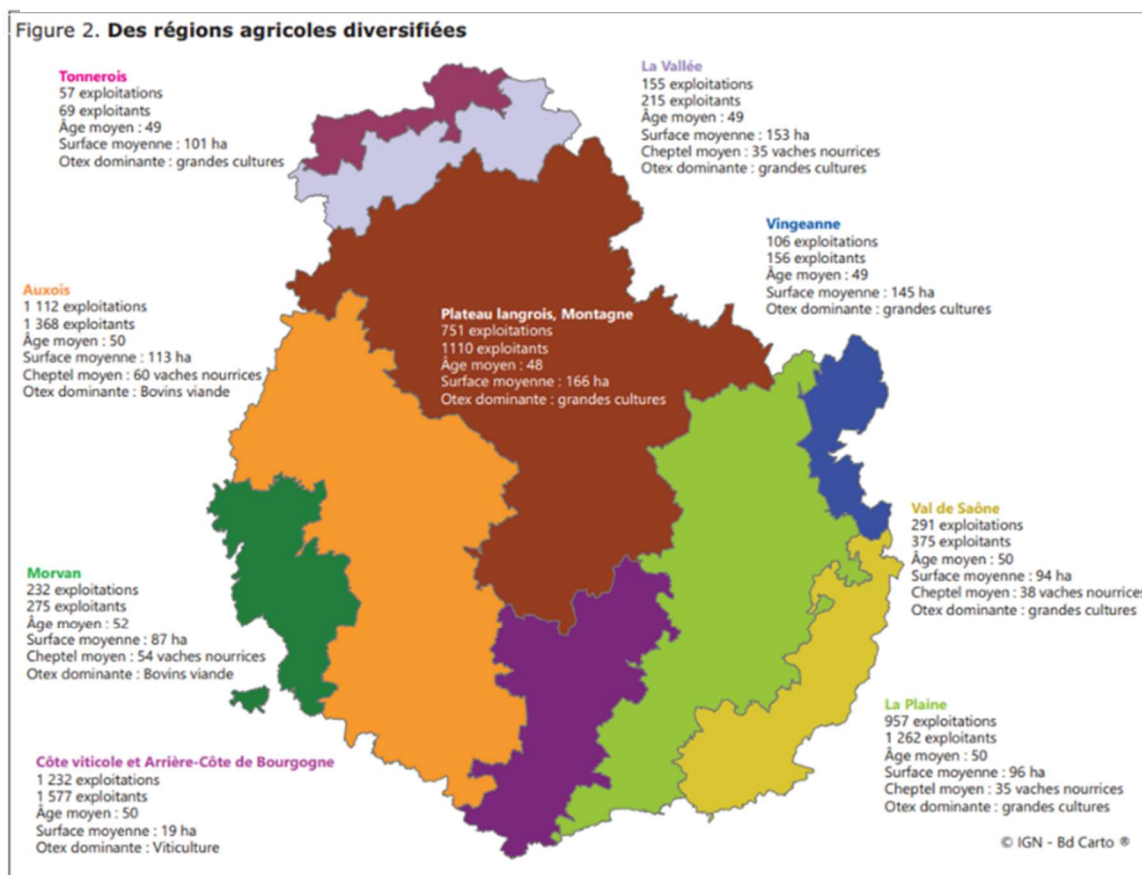 Figure 2. Des régions agricoles diversifiées
Tonnerois
57 exploitations
69 exploitants
Âge moyen : 49
Surface moyenne : 101 ha
Otex dominante : grandes cultures
La Vallée
155 exploitations
215 exploitants
Âge moyen : 49
Surface moyenne : 153 ha
Cheptel moyen : 35 vaches nourrices
Otex dominante : grandes cultures
Vingeanne
106 exploitations
156 exploitants
Âge moyen : 49
Surface moyenne : 145 ha
Otex dominante : grandes cultures
Auxois
1 112 exploitations
1 368 exploitants
Âge moyen : 50
Surface moyenne : 113 ha
Cheptel moyen : 60 vaches nourrices
Otex dominante : Bovins viande
Plateau langrois, Montagne
751 exploitations
1110 exploitants
Âge moyen : 48
Surface moyenne : 166 ha
Otex dominante : grandes cultures
Val de Saône
291 exploitations
375 exploitants
Âge moyen : 50
Surface moyenne : 94 ha
Cheptel moyen : 38 vaches nourrices
Otex dominante : grandes cultures
Morvan
232 exploitations
275 exploitants
Âge moyen : 52
Surface moyenne : 87 ha
Cheptel moyen : 54 vaches nourrices
Otex dominante : Bovins viande
La Plaine
957 exploitations
1 262 exploitants
Âge moyen : 50
Surface moyenne : 96 ha
Cheptel moyen : 35 vaches nourrices
Otex dominante : grandes cultures
Côte viticole et Arrière-Côte de Bourgogne
1 232 exploitations
1 577 exploitants
Âge moyen : 50
Surface moyenne : 19 ha
Otex dominante : Viticulture
© IGN - Bd Carto ®